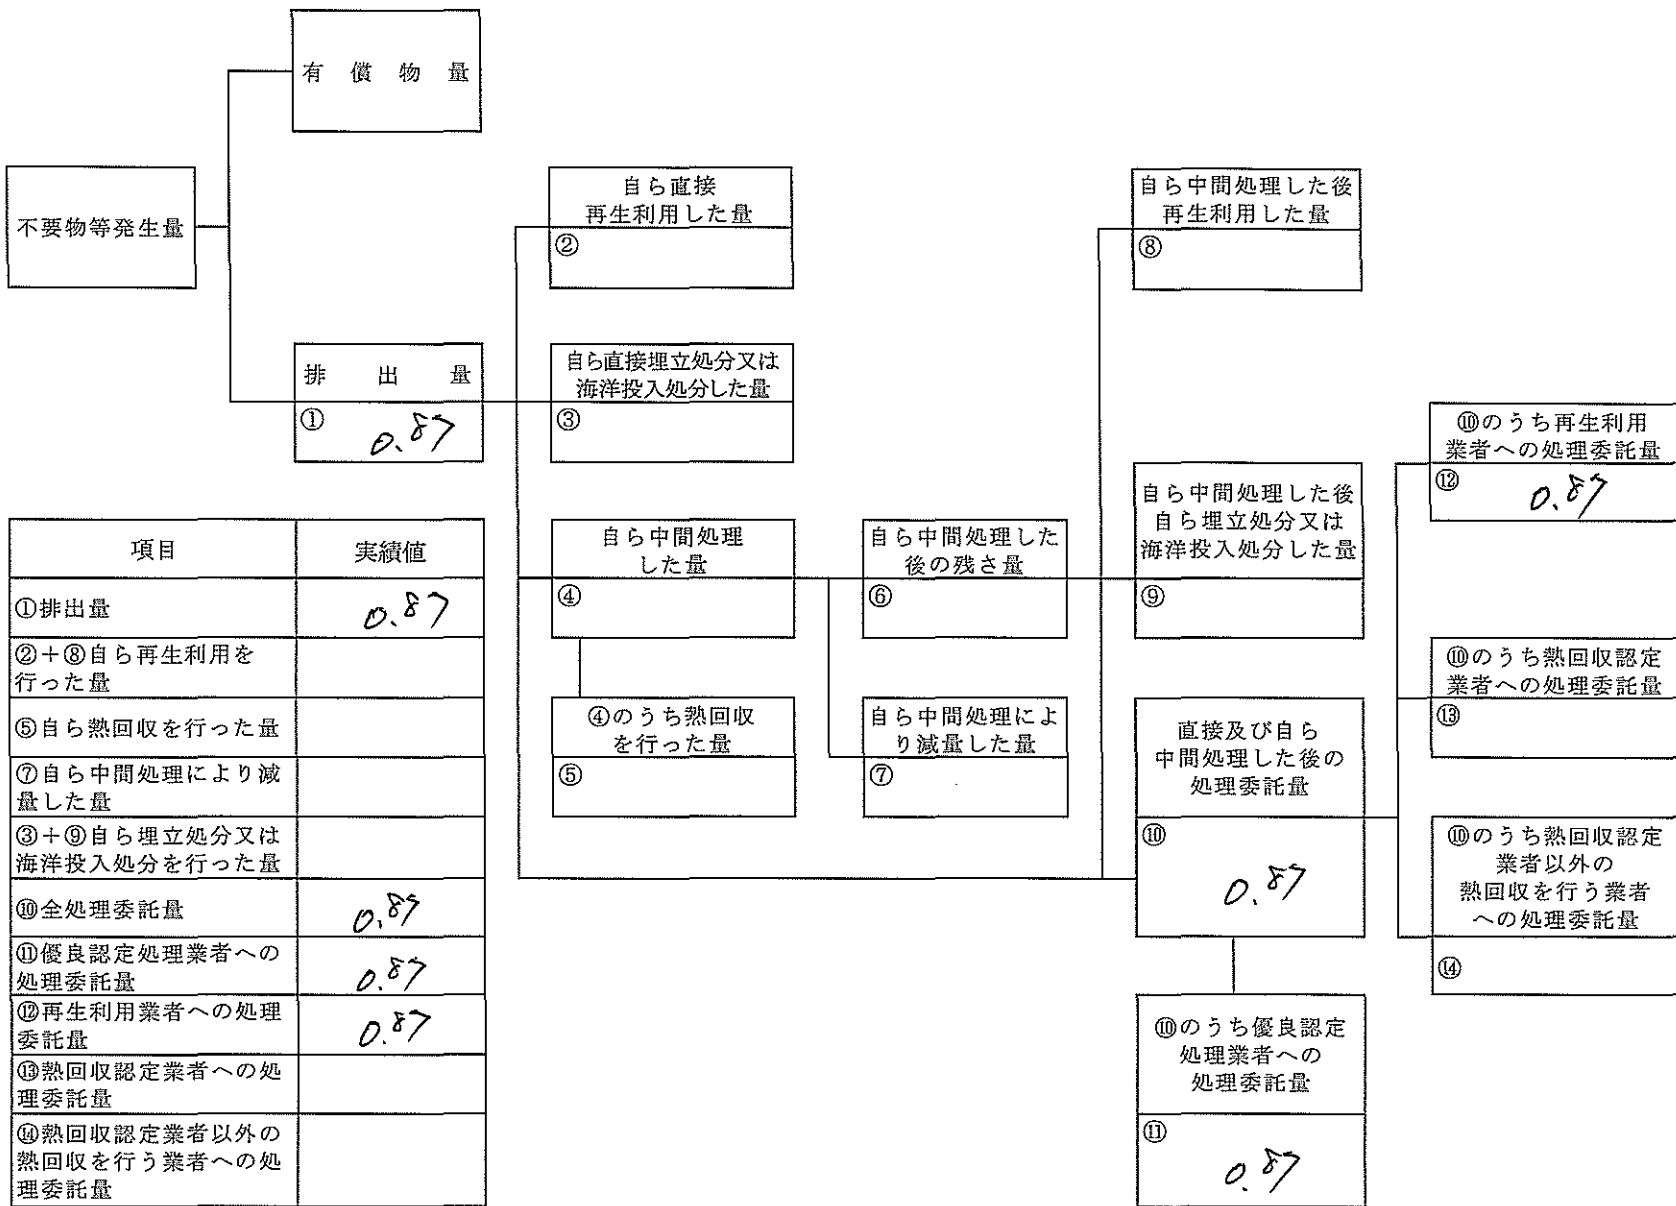 有償物量
不要物等発生量
排出量
① 0.87
自ら直接
再生利用した量
②
自ら直接埋立処分又は
海洋投入処分した量
③
自ら中間処理
した量
④
④のうち熱回収
を行った量
⑤
自ら中間処理した
後の残さ量
⑥
自ら中間処理によ
り減量した量
⑦
自ら中間処理した後
再生利用した量
⑧
自ら中間処理した後
自ら埋立処分又は
海洋投入処分した量
⑨
直接及び自ら
中間処理した後の
処理委託量
⑩
0.87
⑩のうち優良認定
処理業者への
処理委託量
⑪
0.87
⑩のうち再生利用
業者への処理委託量
⑫ 0.87
⑩のうち熱回収認定
業者への処理委託量
⑬
⑩のうち熱回収認定
業者以外の
熱回収を行う業者
への処理委託量
⑭
項目 実績値
①排出量 0.87
②＋⑧自ら再生利用を
行った量
⑤自ら熱回収を行った量
⑦自ら中間処理により減
量した量
③＋⑨自ら埋立処分又は
海洋投入処分を行った量
⑩全処理委託量 0.87
⑪優良認定処理業者への
処理委託量 0.87
⑫再生利用業者への処理
委託量 0.87
⑬熱回収認定業者への処
理委託量
⑭熱回収認定業者以外の
熱回収を行う業者への処
理委託量